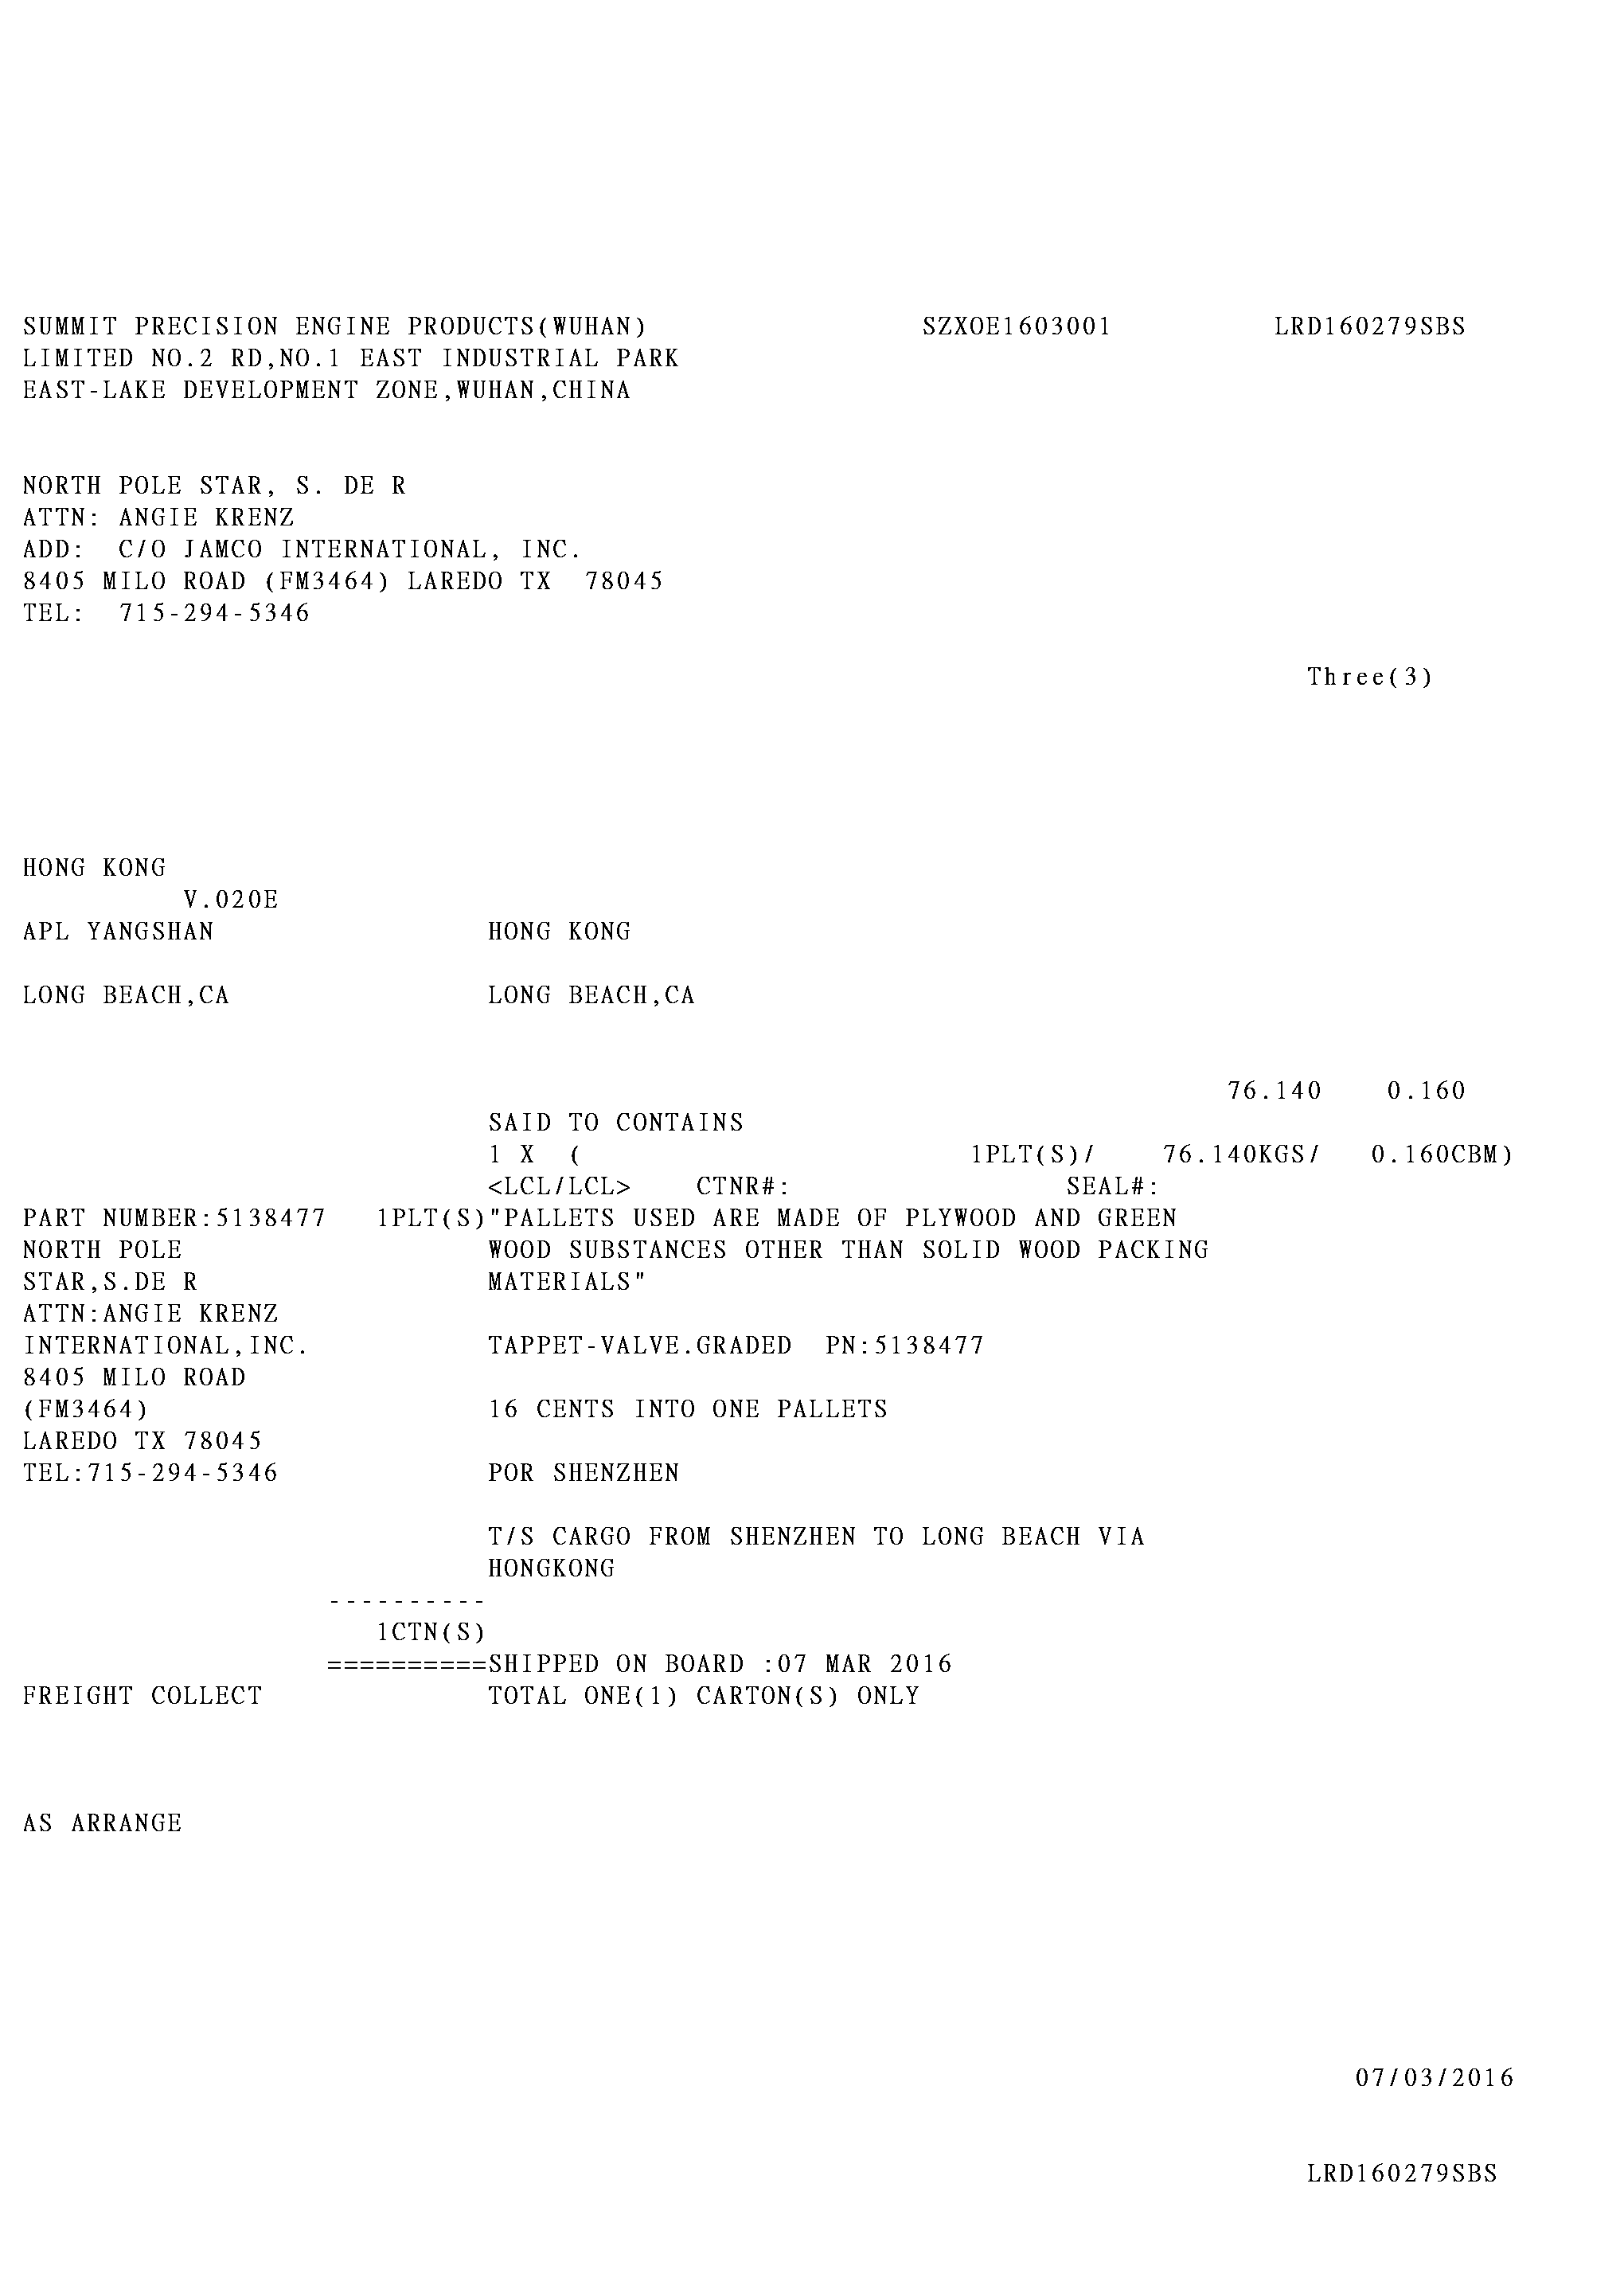 SUMMIT PRECISION ENGINE PRODUCTS(WUHAN) SZXOE1603001 LRD160279SBS
LIMITED NO.2 RD,NO.1 EAST INDUSTRIAL PARK
EAST-LAKE DEVELOPMENT ZONE,WUHAN,CHINA
NORTH POLE STAR, S. DE R
ATTN: ANGIE KRENZ
ADD: C/O JAMCO INTERNATIONAL, INC.
8405 MILO ROAD (FM3464) LAREDO TX 78045
TEL: 715-294-5346
Three(3)
HONG KONG
V.020E
APL YANGSHAN HONG KONG
LONG BEACH,CA LONG BEACH,CA
76.140 0.160
SAID TO CONTAINS
1 X ( 1PLT(S)/ 76.140KGS/ 0.160CBM)
<LCL/LCL> CTNR#: SEAL#:
PART NUMBER:5138477 1PLT(S)"PALLETS USED ARE MADE OF PLYWOOD AND GREEN
NORTH POLE WOOD SUBSTANCES OTHER THAN SOLID WOOD PACKING
STAR,S.DE R MATERIALS"
ATTN:ANGIE KRENZ
INTERNATIONAL,INC. TAPPET-VALVE.GRADED PN:5138477
8405 MILO ROAD
(FM3464) 16 CENTS INTO ONE PALLETS
LAREDO TX 78045
TEL:715-294-5346 POR SHENZHEN
T/S CARGO FROM SHENZHEN TO LONG BEACH VIA
HONGKONG
----------
1CTN(S)
==========SHIPPED ON BOARD :07 MAR 2016
FREIGHT COLLECT TOTAL ONE(1) CARTON(S) ONLY
AS ARRANGE
07/03/2016
LRD160279SBS